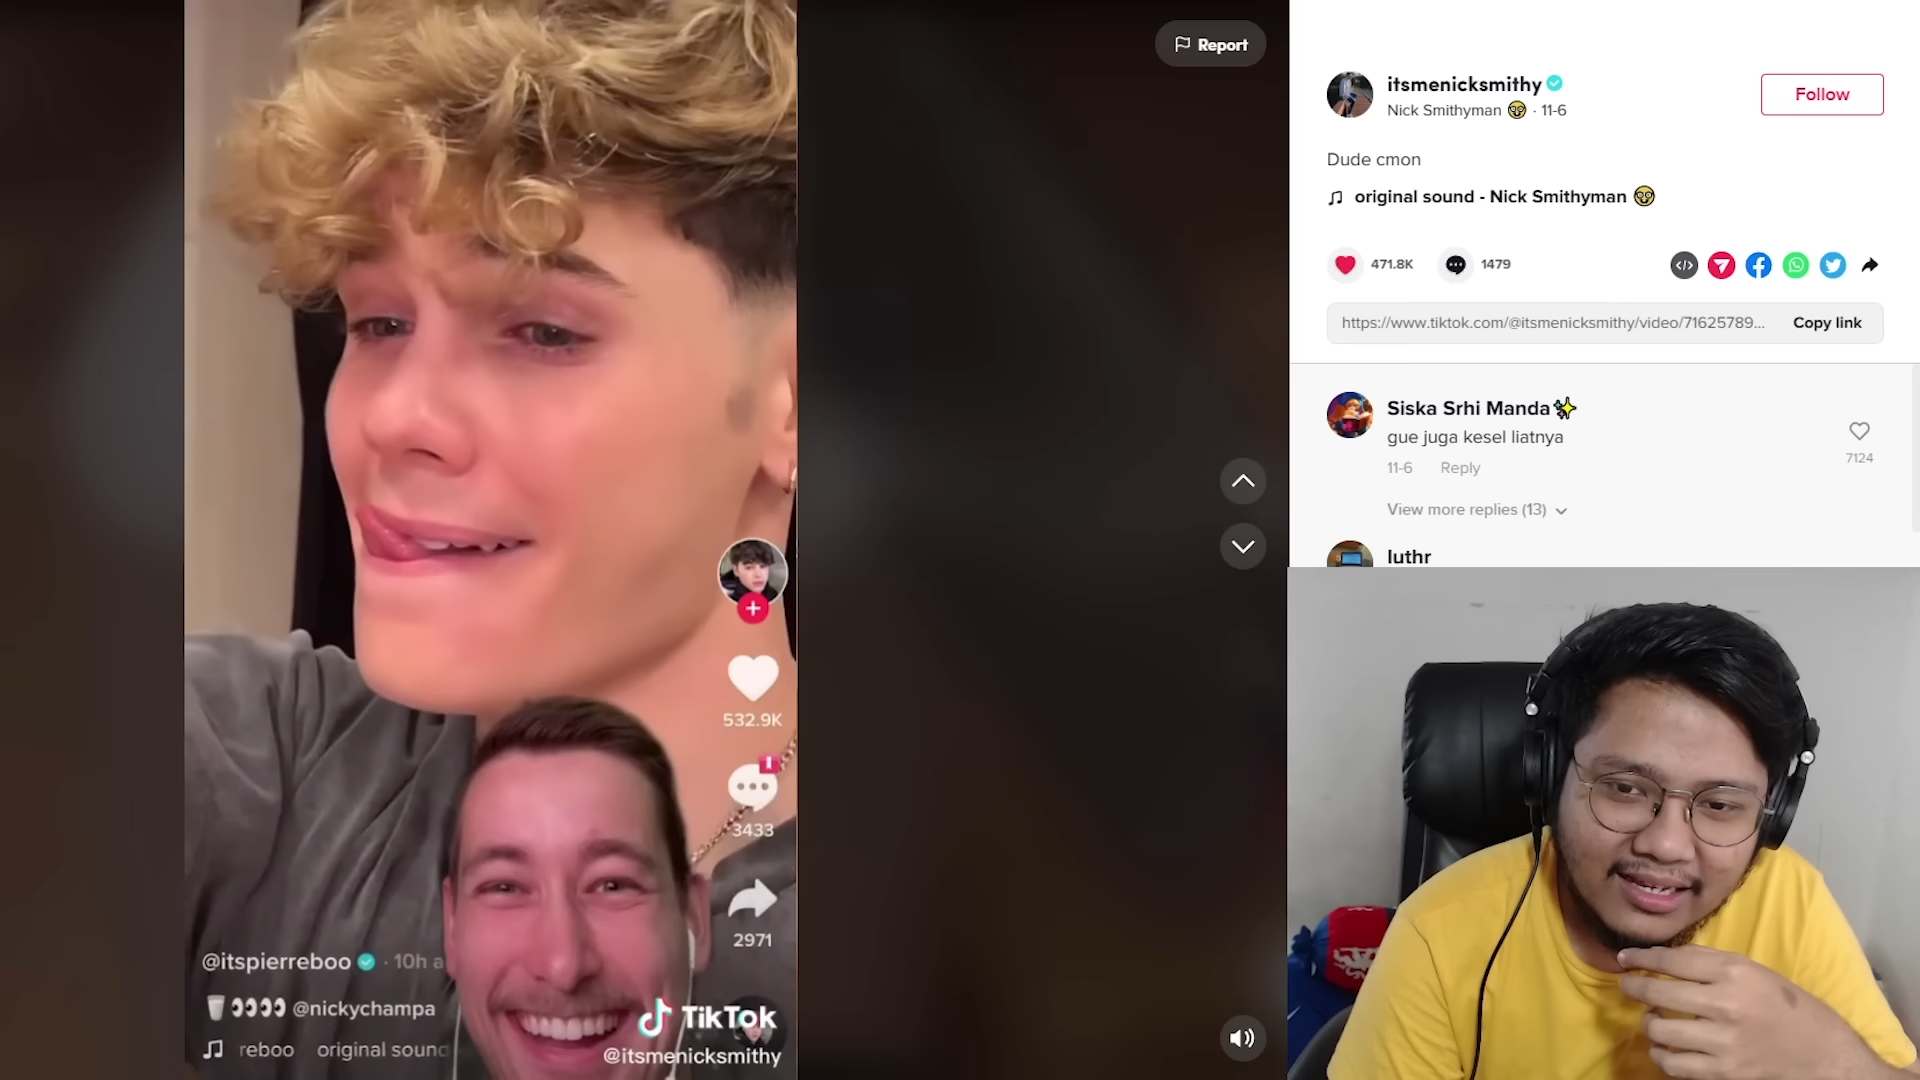 Report
itsmenicksmithy
Nick Smithyman · 11-6
Follow
Dude cmon
original sound - Nick Smithyman
471.8K
1479
https://www.tiktok.com/@itsmenicksmithy/video/71625789...
Copy link
Siska Srhi Manda
gue juga kesel liatnya
7124
11-6 Reply
View more replies (13)
luthr
532.9K
3433
2971
@itspierreboo · 10h a
@nickychampa
reboo original sound
TikTok
@itsmenicksmithy